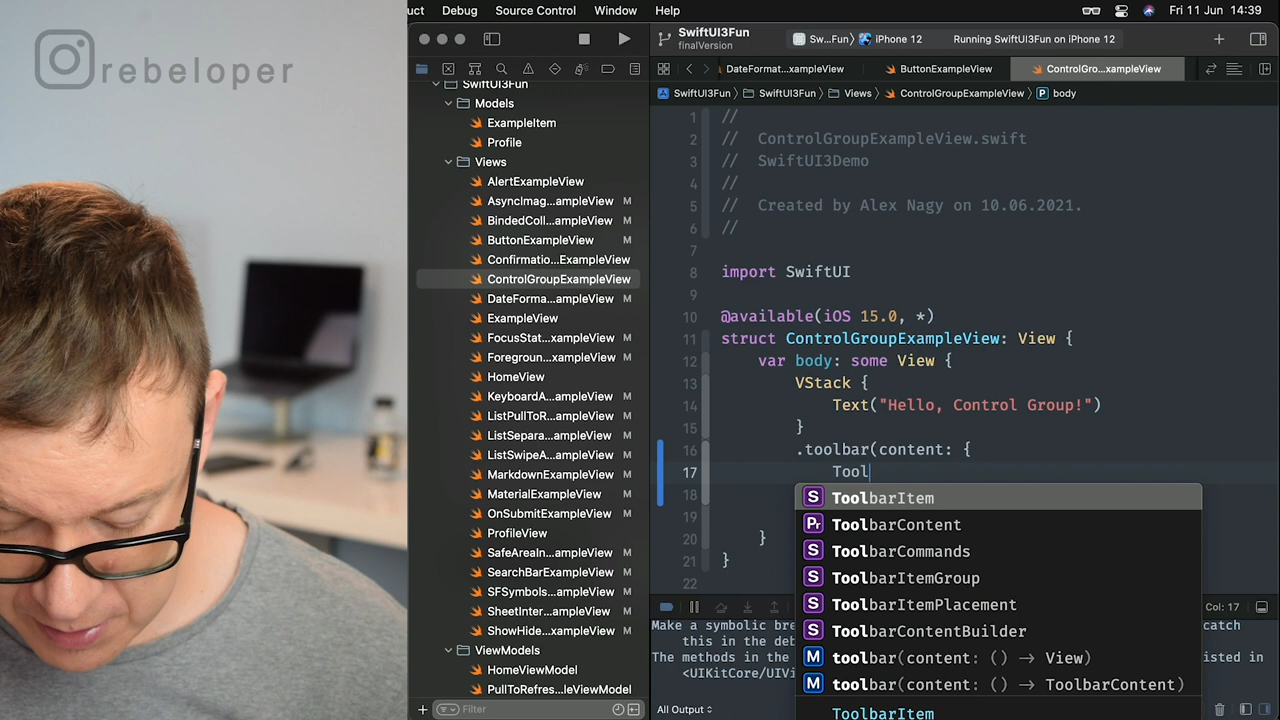 uct Debug Source Control Window Help Fri 11 Jun 14:39
rebeloper
SwiftUI3Fun
finalVersion
Sw...Fun
iPhone 12
Running SwiftUI3Fun on iPhone 12
DateFormat...xampleView
ButtonExampleView
ControlGro...xampleView
SwiftUI3Fun
SwiftUI3Fun
Views
ControlGroupExampleView
P body
SwiftUI3Fun
Models
ExampleItem
Profile
Views
AlertExampleView
AsyncImag...ampleView M
BindedColl...ampleView M
ButtonExampleView M
Confirmatio...ExampleView
ControlGroupExampleView
DateForma...ampleView M
ExampleView
FocusStat...xampleView M
Foregroun...xampleView M
HomeView
KeyboardA...ampleView M
ListPullToR...ampleView M
ListSepara...ampleView M
ListSwipeA...ampleView M
MarkdownExampleView M
MaterialExampleView M
OnSubmitExampleView M
ProfileView
SafeAreaIn...ampleView M
SearchBarExampleView M
SFSymbols...ampleView M
SheetInter...ampleView M
ShowHide...xampleView M
ViewModels
HomeViewModel
PullToRefres...leViewModel
Filter
1 //
2 // ControlGroupExampleView.swift
3 // SwiftUI3Demo
4 //
5 // Created by Alex Nagy on 10.06.2021.
6 //
7
8 import SwiftUI
9
10 @available(iOS 15.0, *)
11 struct ControlGroupExampleView: View {
12 var body: some View {
13 VStack {
14 Text("Hello, Control Group!")
15 }
16 .toolbar(content: {
17 Tool
18
19
20 }
21 }
22
S ToolbarItem
Pr ToolbarContent
S ToolbarCommands
S ToolbarItemGroup
S ToolbarItemPlacement
S ToolbarContentBuilder
M toolbar(content: () → View)
M toolbar(content: () → ToolbarContent)
ToolbarItem
Col: 17
Make a symbolic bre
catch
this in the deb
The methods in the
isted in
<UIKitCore/UIVi
All Output